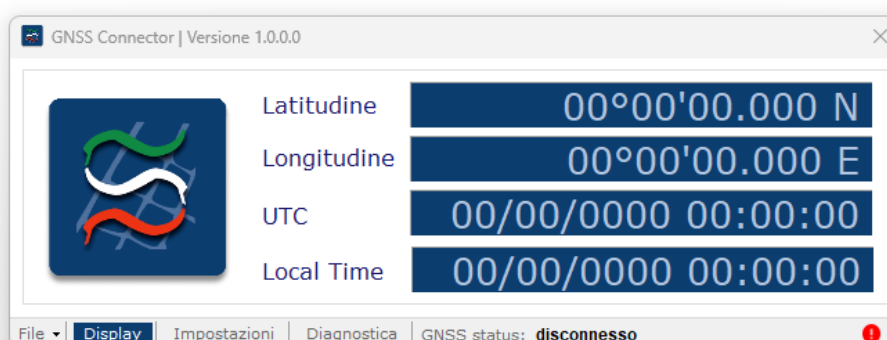 GNSS Connector | Versione 1.0.0.0
Latitudine 00°00'00.000 N
Longitudine 00°00'00.000 E
UTC 00/00/0000 00:00:00
Local Time 00/00/0000 00:00:00
File Display Impostazioni Diagnostica GNSS status: disconnesso